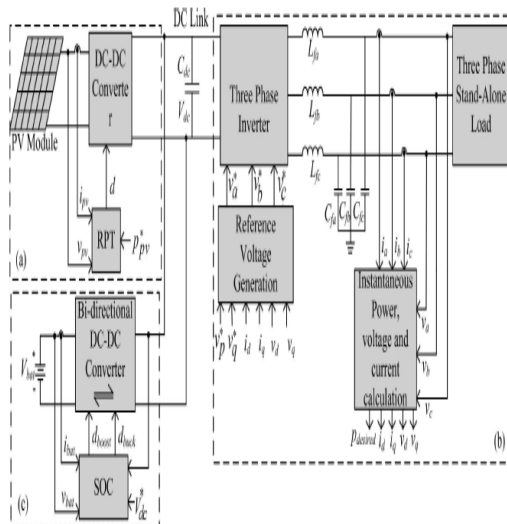 DC Link
DC-DC
Converte
r
C_dc
V_dc
PV Module
i_pv
d
v_pv
RPT
p*_pv
(a)
Bi-directional
DC-DC
Converter
V_bat*
i_bat
d_boost
d_buck
v_bat
SOC
V*_dc
(c)
Three Phase
Inverter
L_fa
L_fb
L_fc
Three Phase
Stand-Alone
Load
v*_a
v*_b
v*_c
C_fa
C_fb
C_fc
Reference
Voltage
Generation
v*_p
v*_q
i_d
i_q
v_d
v_q
i_a
i_b
i_c
Instantaneous
Power,
voltage and
current
calculation
v_a
v_b
v_c
p_desired
i_d
i_q
v_d
v_q
(b)